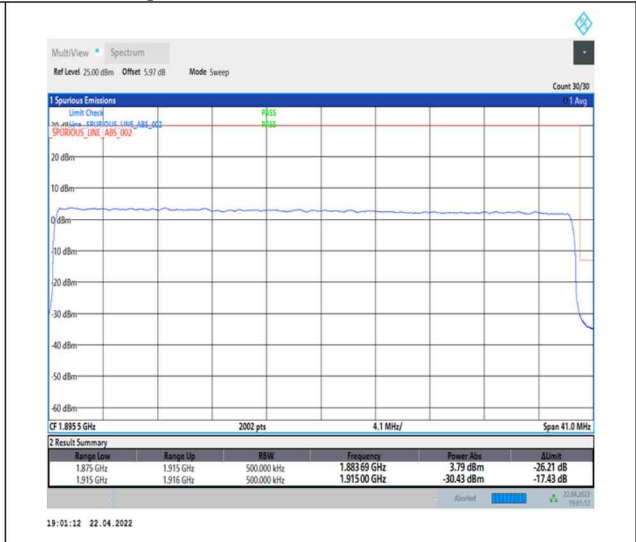 MultiView Spectrum
Ref Level 25.00 dBm Offset 5.97 dB Mode Sweep
Count 30/30
1 Spurious Emissions 1 Avg
Limit Check PASS
Line SPURIOUS_LINE_ABS_002 PASS
SPURIOUS_LINE_ABS_002
20 dBm
10 dBm
0 dBm
-10 dBm
-20 dBm
-30 dBm
-40 dBm
-50 dBm
-60 dBm
CF 1.895 5 GHz 2002 pts 4.1 MHz/ Span 41.0 MHz
2 Result Summary
Range Low Range Up RBW Frequency Power Abs ΔLimit
1.875 GHz 1.915 GHz 500.000 kHz 1.883 69 GHz 3.79 dBm -26.21 dB
1.915 GHz 1.916 GHz 500.000 kHz 1.915 00 GHz -30.43 dBm -17.43 dB
Aborted 22.04.2022
19:01:12
19:01:12 22.04.2022